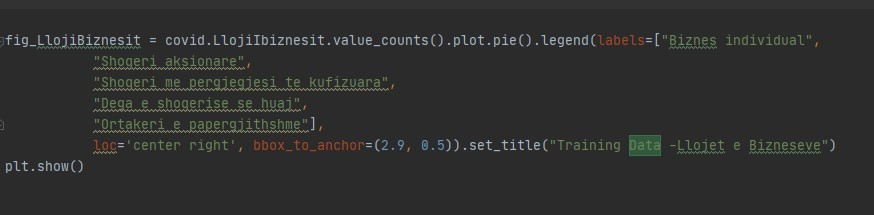 fig_LlojiBiznesit = covid.LlojiIbiznesit.value_counts().plot.pie().legend(labels=["Biznes individual",
"Shoqeri aksionare",
"Shoqeri me pergjegjesi te kufizuara",
"Dega e shoqerise se huaj",
"Ortakeri e papergjithshme"],
loc='center right', bbox_to_anchor=(2.9, 0.5)).set_title("Training Data -Llojet e Bizneseve")
plt.show()